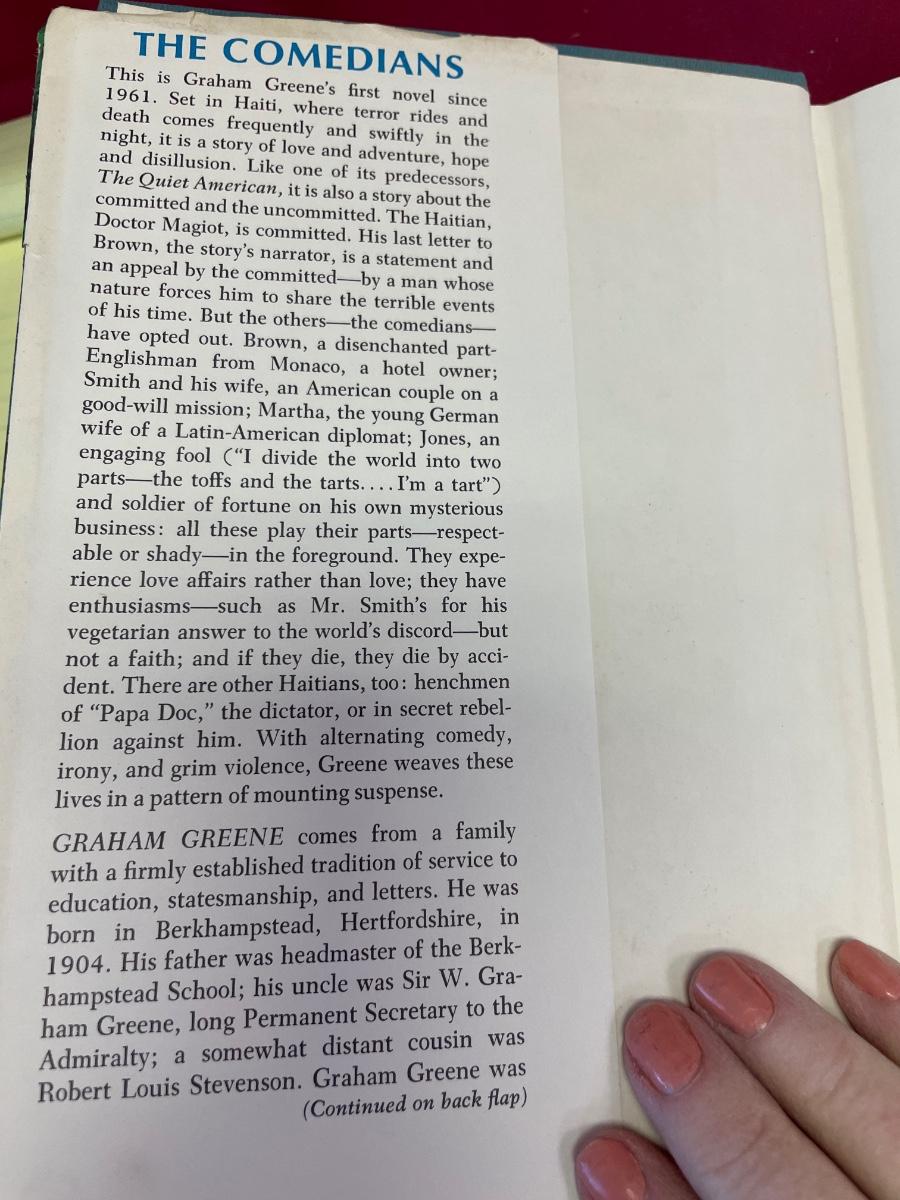 THE COMEDIANS
This is Graham Greene's first novel since
1961. Set in Haiti, where terror rides and
death comes frequently and swiftly in the
night, it is a story of love and adventure, hope
and disillusion. Like one of its predecessors,
The Quiet American, it is also a story about the
committed and the uncommitted. The Haitian,
Doctor Magiot, is committed. His last letter to
Brown, the story's narrator, is a statement and
an appeal by the committed—by a man whose
nature forces him to share the terrible events
of his time. But the others—the comedians—
have opted out. Brown, a disenchanted part-
Englishman from Monaco, a hotel owner;
Smith and his wife, an American couple on a
good-will mission; Martha, the young German
wife of a Latin-American diplomat; Jones, an
engaging fool ("I divide the world into two
parts—the toffs and the tarts. . . . I'm a tart")
and soldier of fortune on his own mysterious
business: all these play their parts—respect-
able or shady—in the foreground. They expe-
rience love affairs rather than love; they have
enthusiasms—such as Mr. Smith's for his
vegetarian answer to the world's discord—but
not a faith; and if they die, they die by acci-
dent. There are other Haitians, too: henchmen
of "Papa Doc," the dictator, or in secret rebel-
lion against him. With alternating comedy,
irony, and grim violence, Greene weaves these
lives in a pattern of mounting suspense.
GRAHAM GREENE comes from a family
with a firmly established tradition of service to
education, statesmanship, and letters. He was
born in Berkhampstead, Hertfordshire, in
1904. His father was headmaster of the Berk-
hampstead School; his uncle was Sir W. Gra-
ham Greene, long Permanent Secretary to the
Admiralty; a somewhat distant cousin was
Robert Louis Stevenson. Graham Greene was
(Continued on back flap)